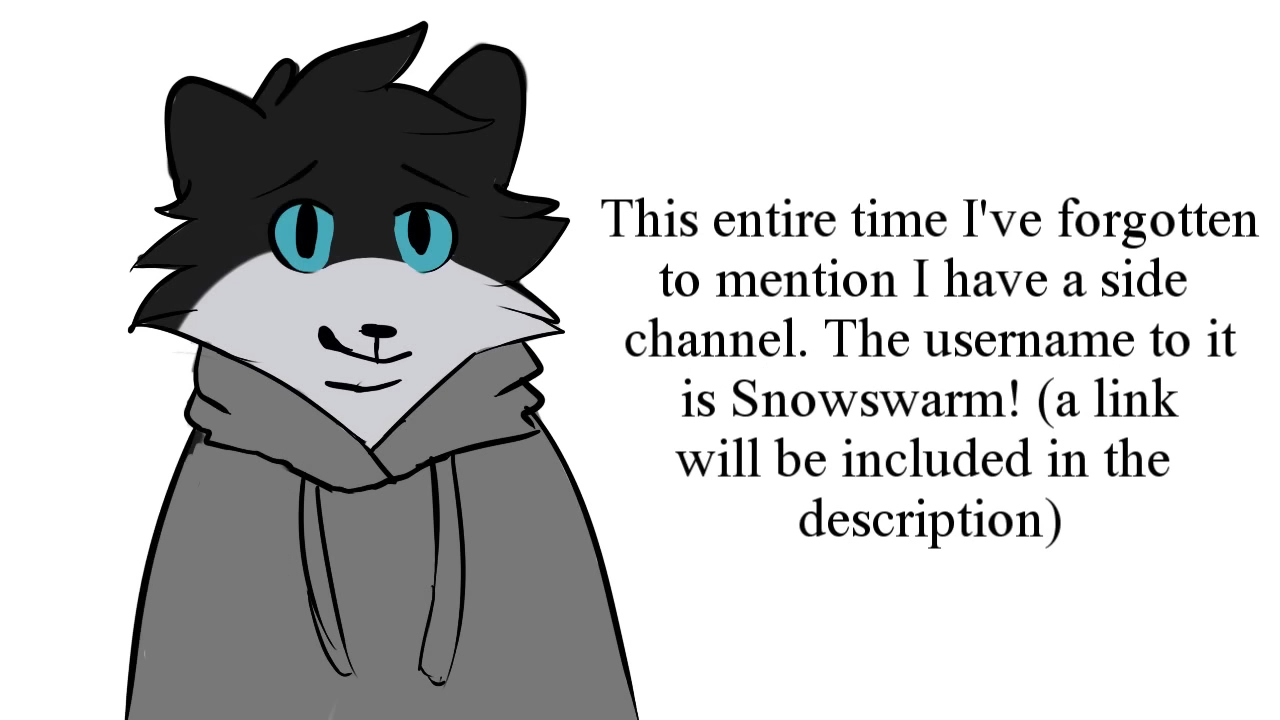 This entire time I've forgotten
to mention I have a side
channel. The username to it
is Snowswarm! (a link
will be included in the
description)